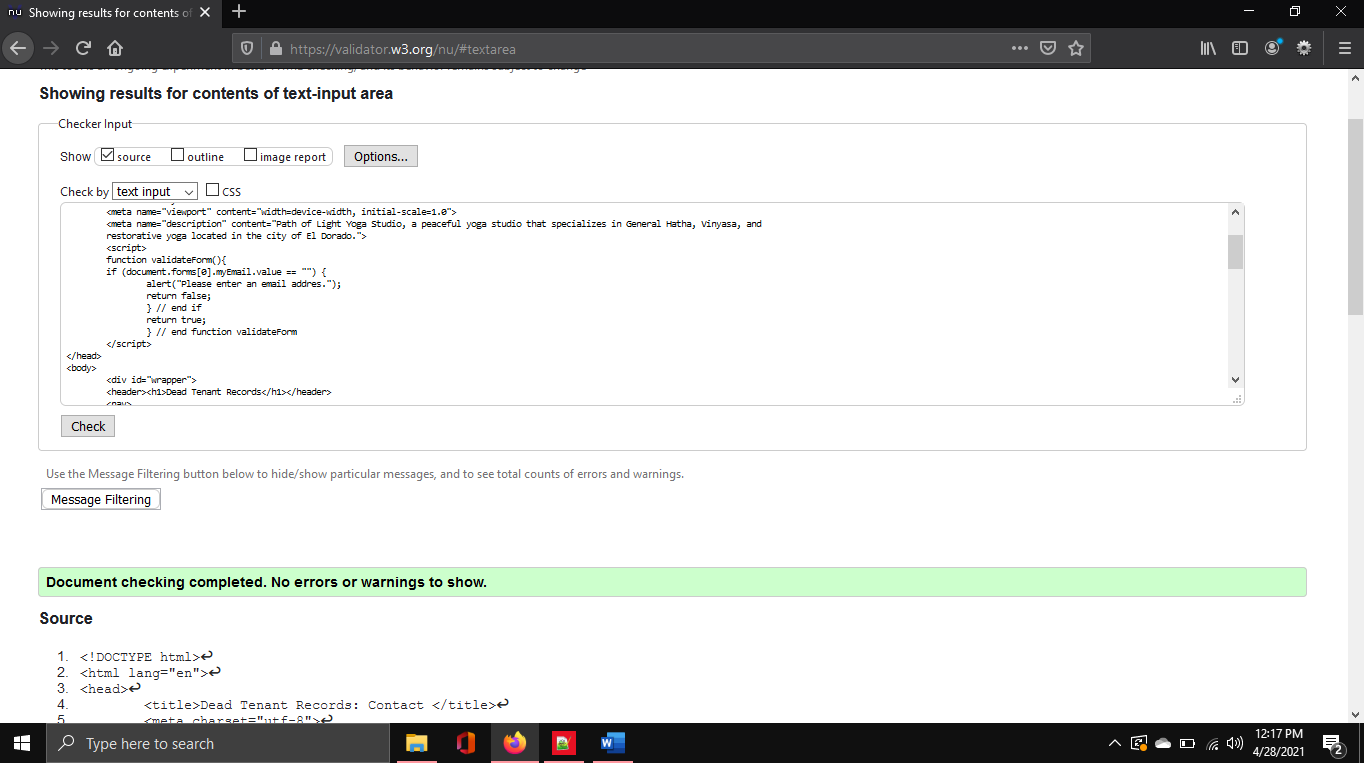 nu Showing results for contents of
https://validator.w3.org/nu/#textarea
Showing results for contents of text-input area
Checker Input
Show source outline image report Options...
Check by text input CSS
<meta name="viewport" content="width=device-width, initial-scale=1.0">
<meta name="description" content="Path of Light Yoga Studio, a peaceful yoga studio that specializes in General Hatha, Vinyasa, and
restorative yoga located in the city of El Dorado.">
<script>
function validateForm(){
if (document.forms[0].myEmail.value == "") {
alert("Please enter an email addres.");
return false;
} // end if
return true;
} // end function validateForm
</script>
</head>
<body>
<div id="wrapper">
<header><h1>Dead Tenant Records</h1></header>
<nav>
Check
Use the Message Filtering button below to hide/show particular messages, and to see total counts of errors and warnings.
Message Filtering
Document checking completed. No errors or warnings to show.
Source
1. <!DOCTYPE html>↩
2. <html lang="en">↩
3. <head>↩
4. <title>Dead Tenant Records: Contact </title>↩
5. <meta charset="utf-8">↩
Type here to search
12:17 PM
4/28/2021
2